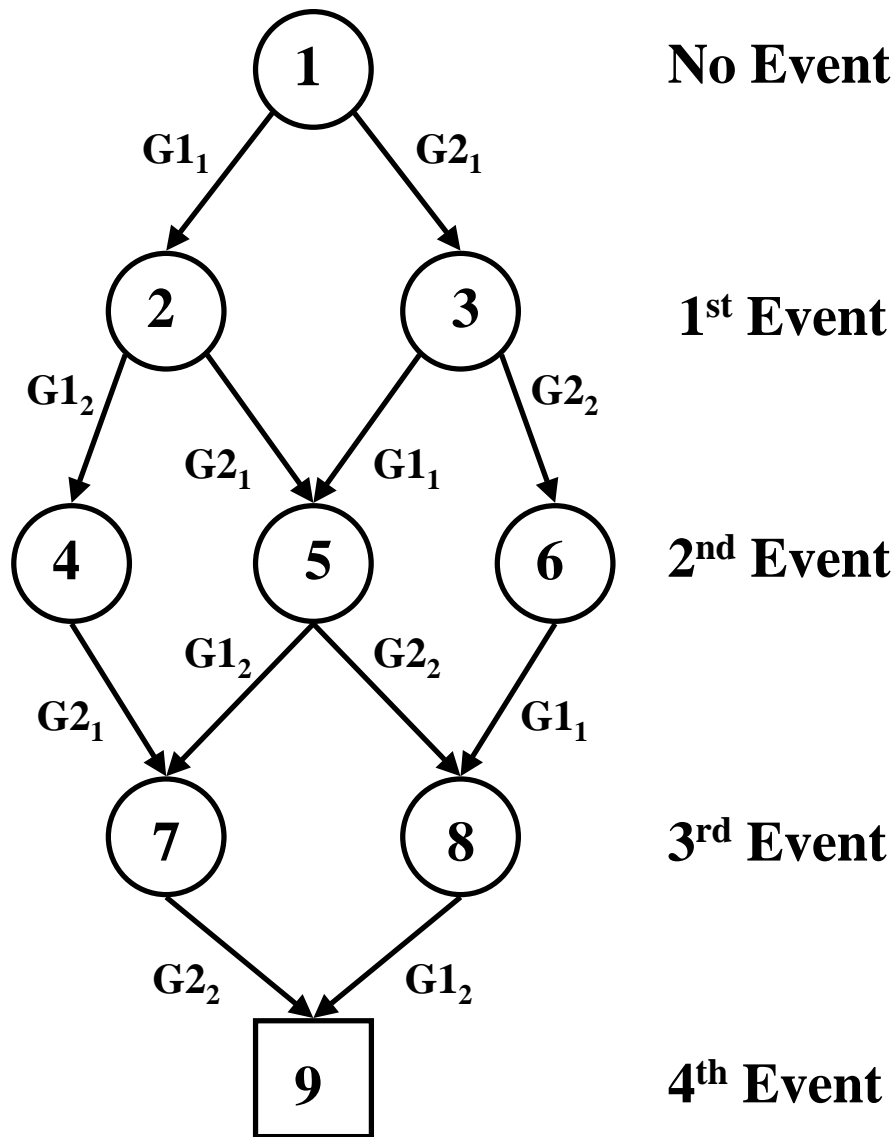 1 No Event
G1₁ G2₁
2 3 1st Event
G1₂ G2₂
G2₁ G1₁
4 5 6 2nd Event
G1₂ G2₂
G2₁ G1₁
7 8 3rd Event
G2₂ G1₂
9 4th Event